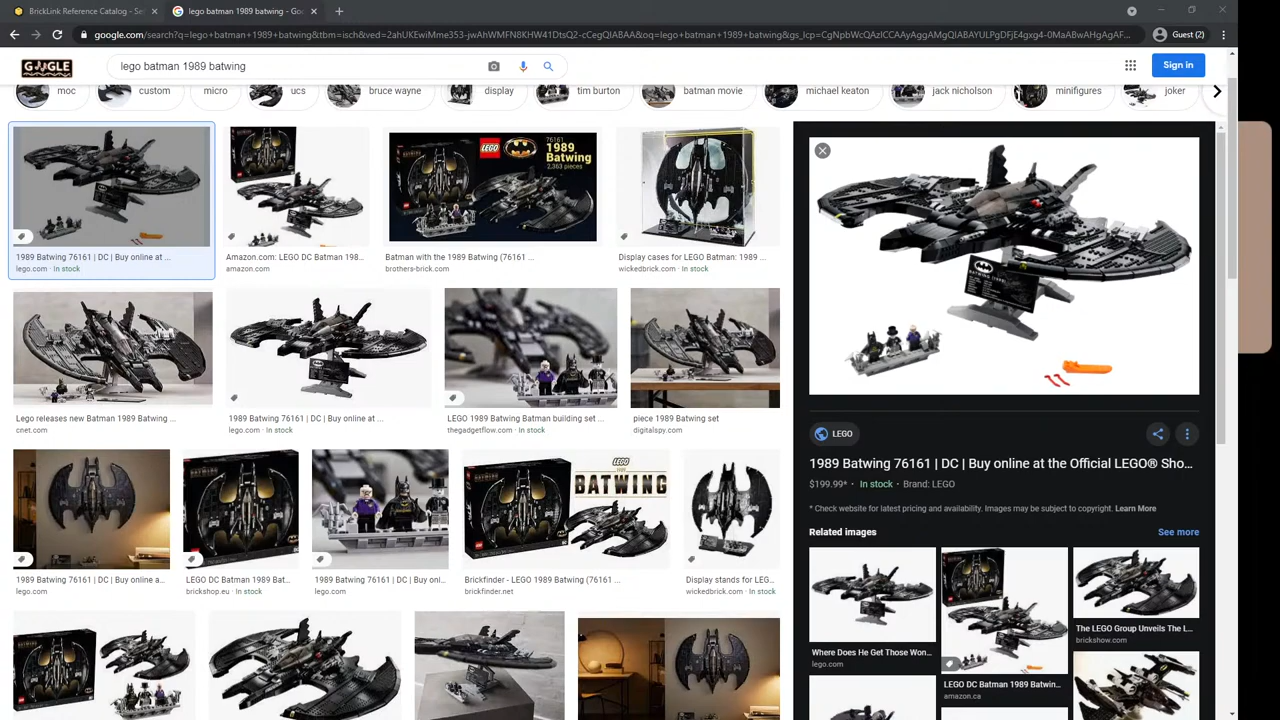 BrickLink Reference Catalog - Se
lego batman 1989 batwing - Goo
google.com/search?q=lego+batman+1989+batwing&tbm=isch&ved=2ahUKEwiMme353-jwAhWMFN8KHW41DtsQ2-cCegQIABAA&oq=lego+batman+1989+batwing&gs_lcp=CgNpbWcQAzICCAAyAggAMgQIABAYULPgDFjE4gxg4-0MaABwAHgAgAF...
Guest (2)
GOOGLE
lego batman 1989 batwing
Sign in
moc
custom
micro
ucs
bruce wayne
display
tim burton
batman movie
michael keaton
jack nicholson
minifigures
joker
76161
1989
Batwing
2,363 pieces
LEGO
1989 Batwing 76161 | DC | Buy online at ...
lego.com · In stock
Amazon.com: LEGO DC Batman 198...
amazon.com
Batman with the 1989 Batwing (76161 ...
brothers-brick.com
Display cases for LEGO Batman: 1989 ...
wickedbrick.com · In stock
Lego releases new Batman 1989 Batwing ...
cnet.com
1989 Batwing 76161 | DC | Buy online at ...
lego.com · In stock
LEGO 1989 Batwing Batman building set ...
thegadgetflow.com · In stock
piece 1989 Batwing set
digitalspy.com
LEGO
BATWING
1989 Batwing 76161 | DC | Buy online a...
lego.com
LEGO DC Batman 1989 Bat...
brickshop.eu · In stock
1989 Batwing 76161 | DC | Buy onl...
lego.com
Brickfinder - LEGO 1989 Batwing (76161 ...
brickfinder.net
Display stands for LEG...
wickedbrick.com · In stock
LEGO
1989 Batwing 76161 | DC | Buy online at the Official LEGO® Sho...
$199.99* · In stock · Brand: LEGO
* Check website for latest pricing and availability. Images may be subject to copyright. Learn More
Related images
See more
Where Does He Get Those Won...
lego.com
LEGO DC Batman 1989 Batwin...
amazon.ca
The LEGO Group Unveils The L...
brickshow.com